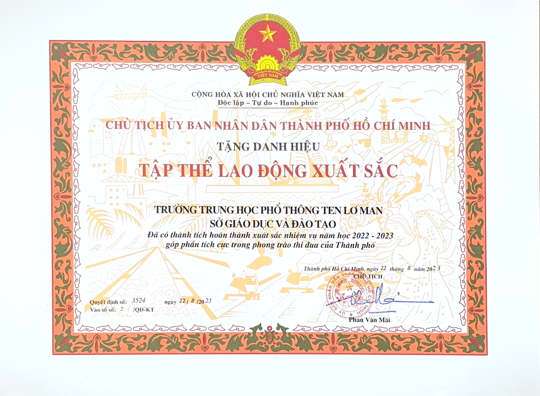 VIỆT NAM
CỘNG HÒA XÃ HỘI CHỦ NGHĨA VIỆT NAM
Độc lập - Tự do - Hạnh phúc
CHỦ TỊCH ỦY BAN NHÂN DÂN THÀNH PHỐ HỒ CHÍ MINH
TẶNG DANH HIỆU
TẬP THỂ LAO ĐỘNG XUẤT SẮC
TRƯỜNG TRUNG HỌC PHỔ THÔNG TEN LƠ MAN
SỞ GIÁO DỤC VÀ ĐÀO TẠO
Đã có thành tích hoàn thành xuất sắc nhiệm vụ năm học 2022 - 2023
góp phần tích cực trong phong trào thi đua của Thành phố
Thành phố Hồ Chí Minh, ngày 22 tháng 8 năm 2023
CHỦ TỊCH
Quyết định số: 3524 ngày 22/8/2023
Vào sổ số: 2 /QĐ-KT
Phan Văn Mãi